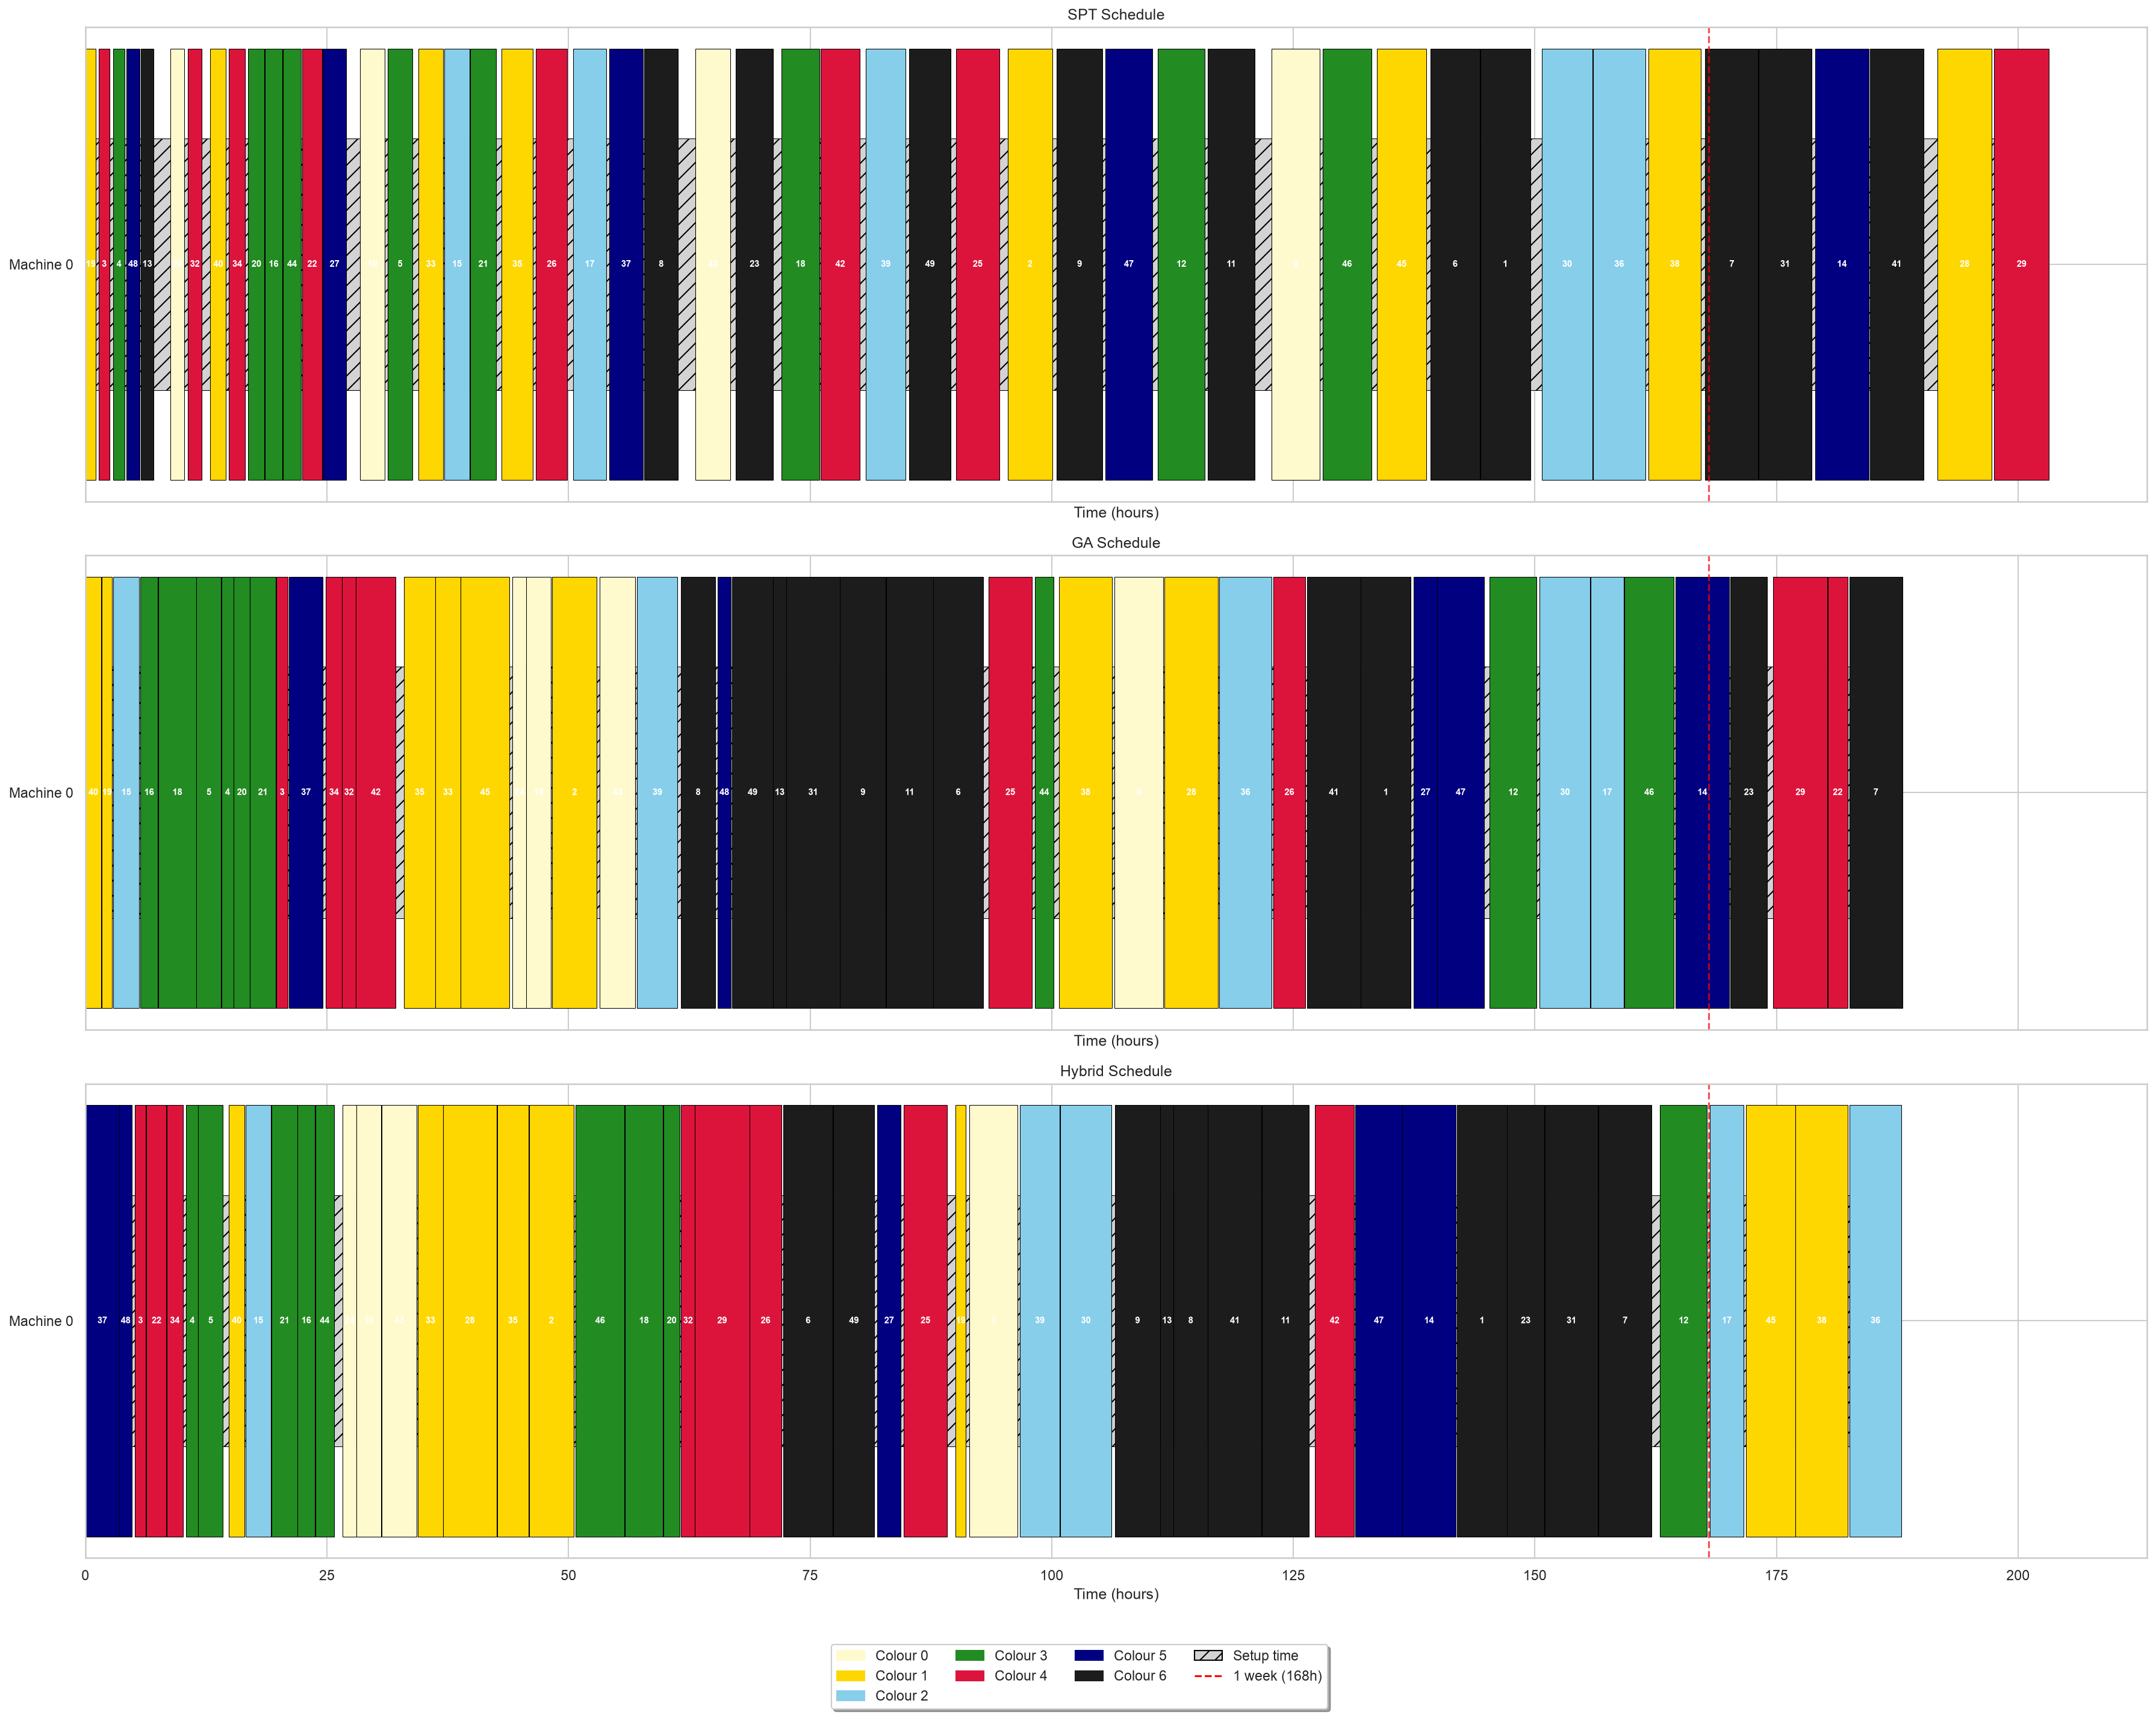 SPT Schedule
Machine 0
19 3 4 48 13 32 40 34 20 16 44 22 27 5 33 15 21 35 26 17 37 8 23 18 42 39 49 25 2 9 47 12 11 46 45 6 1 30 36 38 7 31 14 41 28 29
Time (hours)
GA Schedule
Machine 0
40 19 15 16 18 5 4 20 21 3 37 34 32 42 35 33 45 2 39 8 48 49 13 31 9 11 6 25 44 38 28 36 26 41 1 27 47 12 30 17 46 14 23 29 22 7
Time (hours)
Hybrid Schedule
Machine 0
37 48 3 22 34 4 5 40 15 21 16 44 33 28 35 2 46 18 20 32 29 26 6 49 27 25 19 39 30 9 13 8 41 11 42 47 14 1 23 31 7 12 17 45 38 36
0 25 50 75 100 125 150 175 200
Time (hours)
Colour 0 Colour 3 Colour 5 Setup time
Colour 1 Colour 4 Colour 6 1 week (168h)
Colour 2